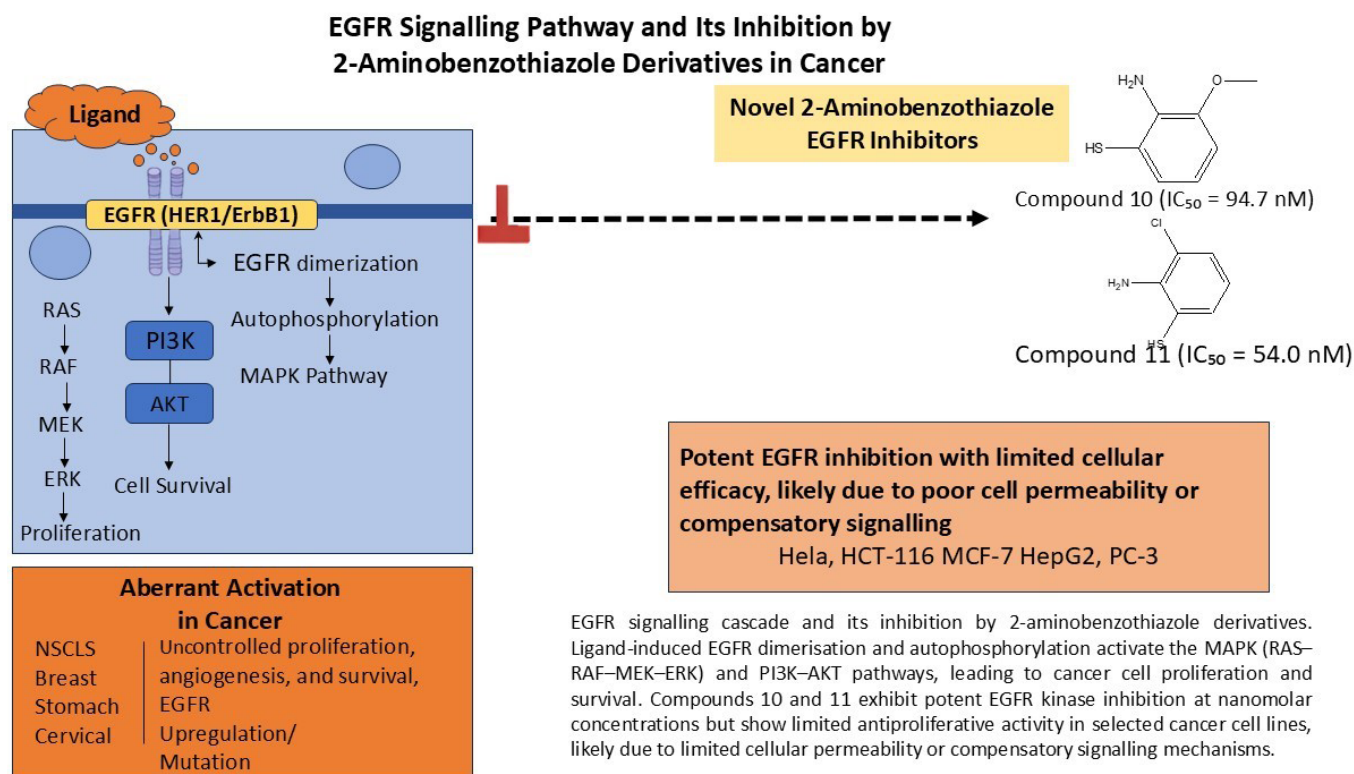 EGFR Signalling Pathway and Its Inhibition by
2-Aminobenzothiazole Derivatives in Cancer
Ligand
EGFR (HER1/ErbB1)
EGFR dimerization
Autophosphorylation
MAPK Pathway
RAS
RAF
MEK
ERK
Proliferation
PI3K
AKT
Cell Survival
Novel 2-Aminobenzothiazole
EGFR Inhibitors
H₂N
O
HS
Compound 10 (IC₅₀ = 94.7 nM)
Cl
H₂N
HS
Compound 11 (IC₅₀ = 54.0 nM)
Potent EGFR inhibition with limited cellular
efficacy, likely due to poor cell permeability or
compensatory signalling
Hela, HCT-116 MCF-7 HepG2, PC-3
Aberrant Activation
in Cancer
NSCLS
Breast
Stomach
Cervical
Uncontrolled proliferation,
angiogenesis, and survival,
EGFR
Upregulation/
Mutation
EGFR signalling cascade and its inhibition by 2-aminobenzothiazole derivatives.
Ligand-induced EGFR dimerisation and autophosphorylation activate the MAPK (RAS–
RAF–MEK–ERK) and PI3K–AKT pathways, leading to cancer cell proliferation and
survival. Compounds 10 and 11 exhibit potent EGFR kinase inhibition at nanomolar
concentrations but show limited antiproliferative activity in selected cancer cell lines,
likely due to limited cellular permeability or compensatory signalling mechanisms.